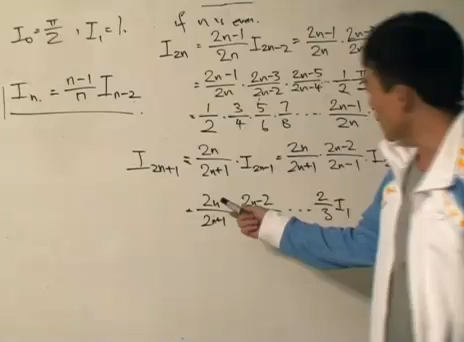 I₀ = π/2 , I₁ = 1.
Iₙ = (n-1)/n Iₙ₋₂
if n is even.
I₂ₙ = (2n-1)/2n I₂ₙ₋₂ = (2n-1)/2n ·
= (2n-1)/2n · (2n-3)/(2n-2) · (2n-5)/(2n-4) ··· 1/2
= 1/2 · 3/4 · 5/6 · 7/8 ··· (2n-1)/2n
I₂ₙ₊₁ = 2n/(2n+1) · I₂ₙ₋₁ = 2n/(2n+1) · (2n-2)/(2n-1) ·
= 2n/(2n+1) · 2n-2 ··· 2/3 I₁